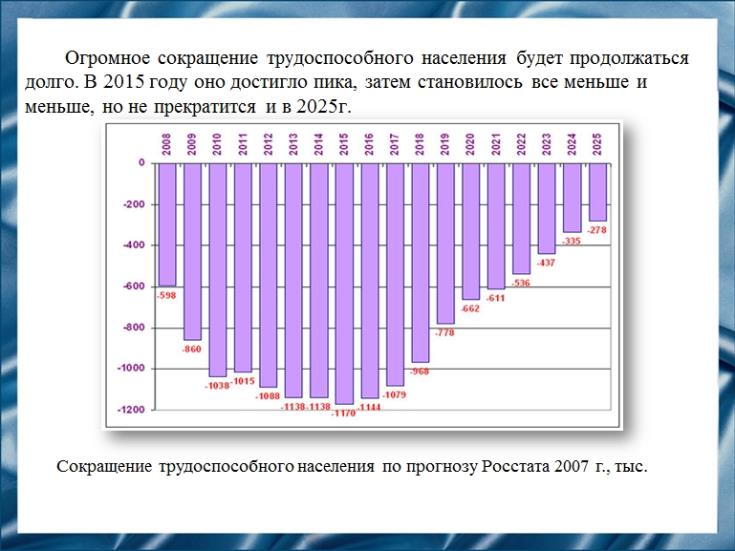 Огромное сокращение трудоспособного населения будет продолжаться
долго. В 2015 году оно достигло пика, затем становилось все меньше и
меньше, но не прекратится и в 2025г.
2008 2009 2010 2011 2012 2013 2014 2015 2016 2017 2018 2019 2020 2021 2022 2023 2024 2025
0
-200
-400
-600
-800
-1000
-1200
-598 -860 -1038 -1015 -1088 -1138 -1138 -1170 -1144 -1079 -968 -778 -662 -611 -536 -437 -335 -278
Сокращение трудоспособного населения по прогнозу Росстата 2007 г., тыс.